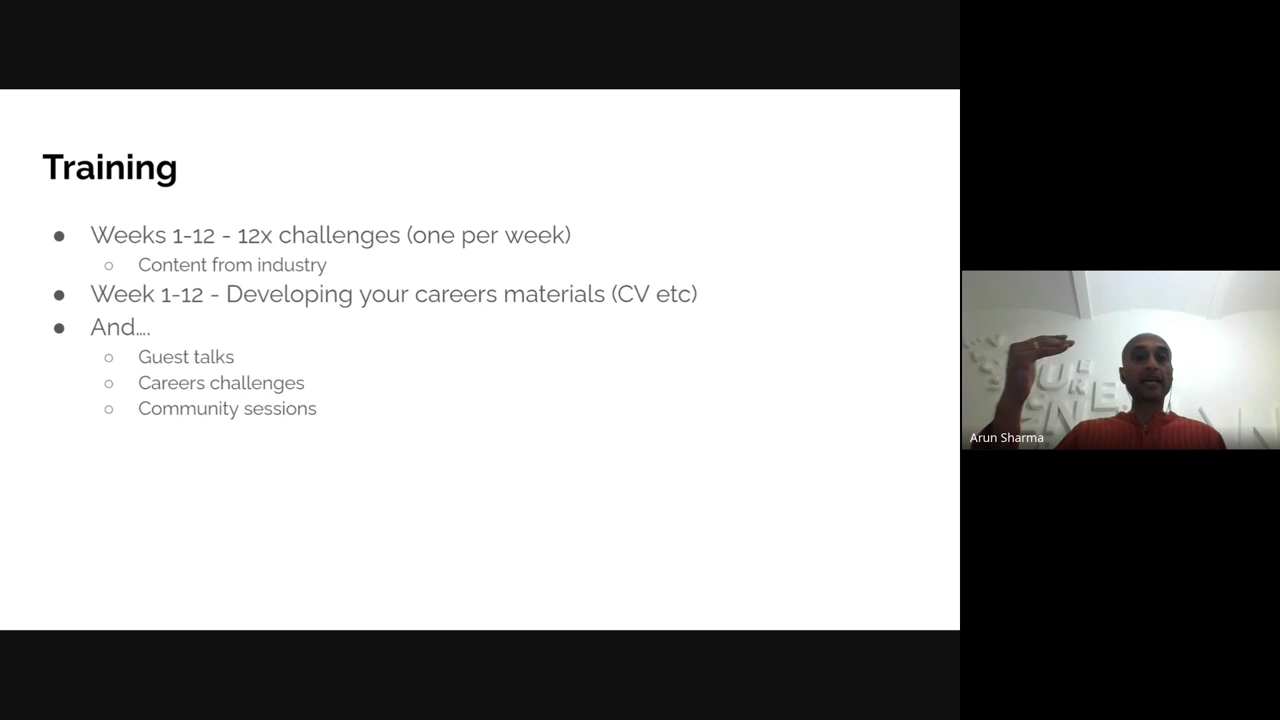 Training
● Weeks 1-12 - 12x challenges (one per week)
○ Content from industry
● Week 1-12 - Developing your careers materials (CV etc)
● And....
○ Guest talks
○ Careers challenges
○ Community sessions
Arun Sharma